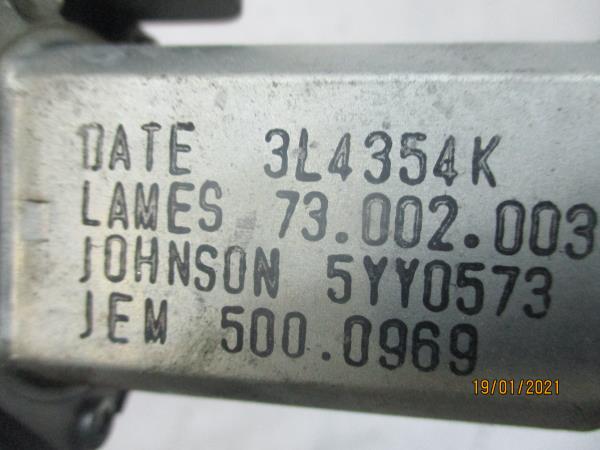 DATE 3L4354K
LAMES 73.002.003
JOHNSON 5YY0573
JEM 500.0969
19/01/2021